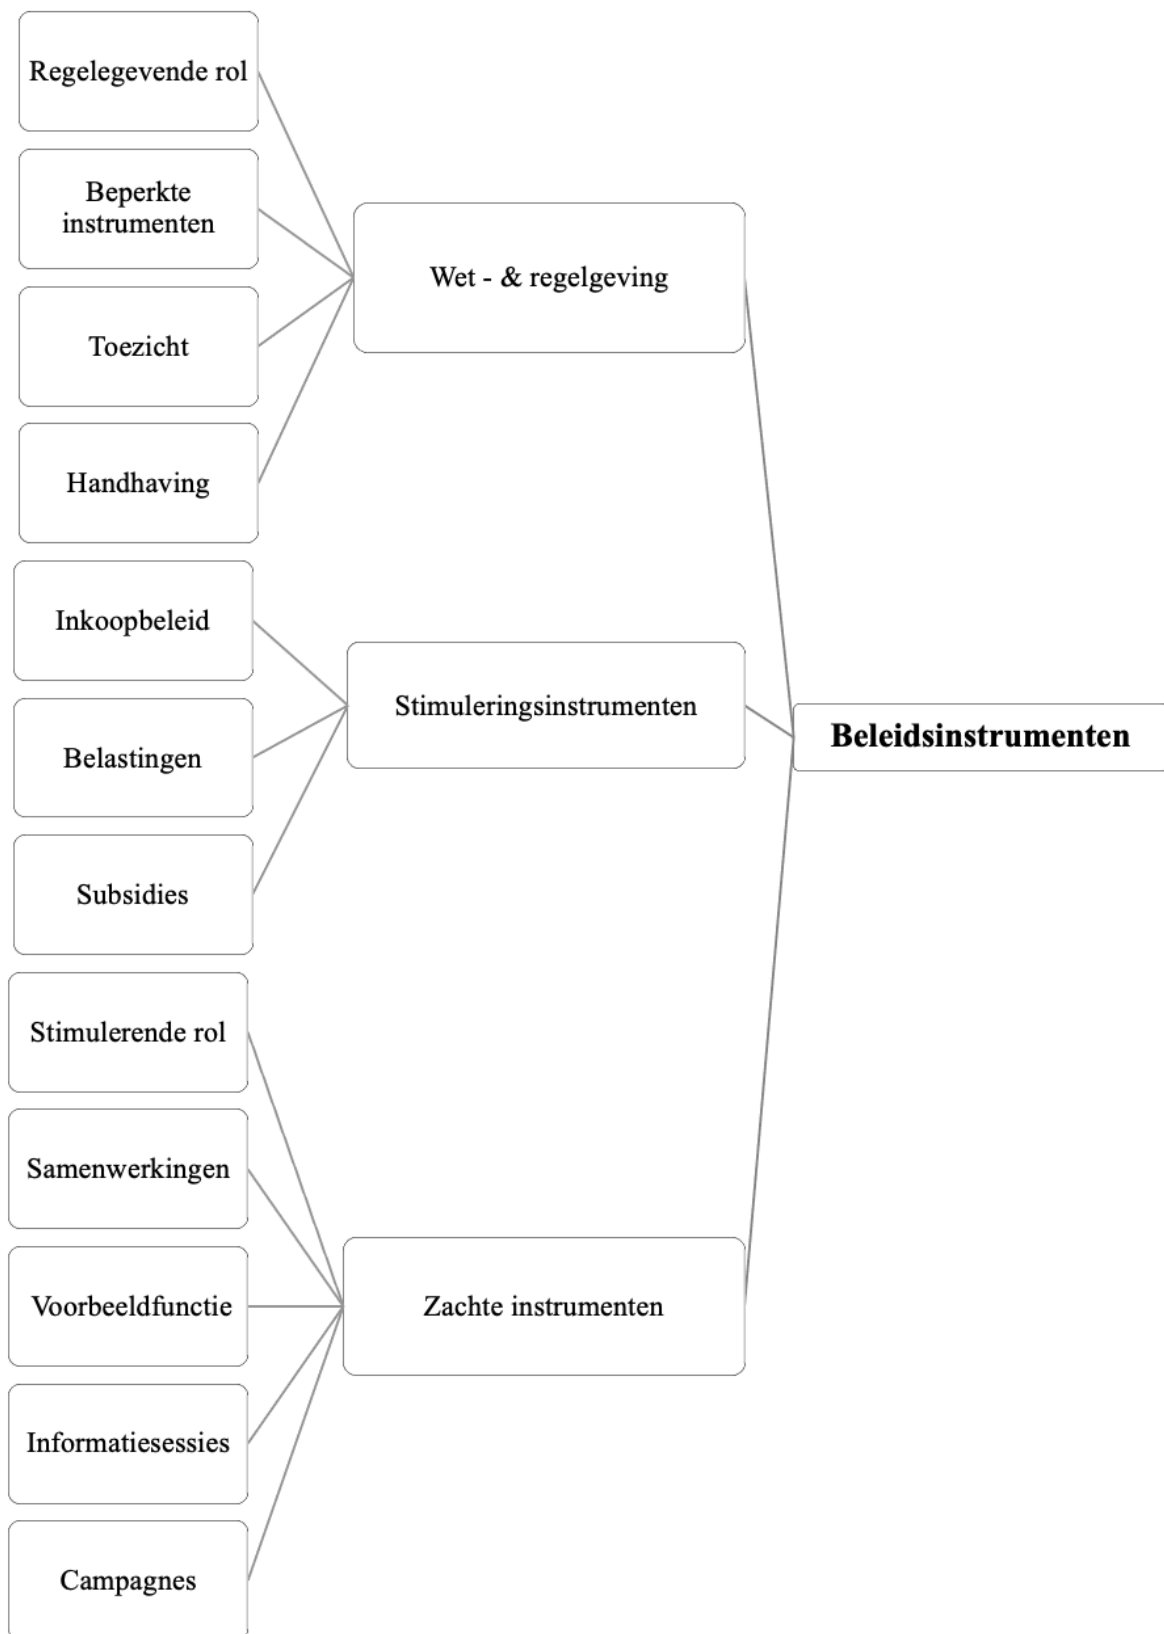 Regelegevende rol
Beperkte
instrumenten
Toezicht
Handhaving
Inkoopbeleid
Belastingen
Subsidies
Stimulerende rol
Samenwerkingen
Voorbeeldfunctie
Informatiesessies
Campagnes
Wet - & regelgeving
Stimuleringsinstrumenten
Zachte instrumenten
Beleidsinstrumenten